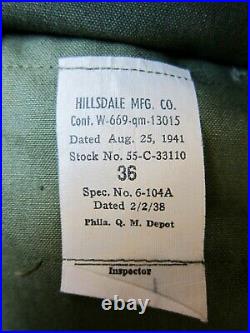 HILLSDALE MFG. CO.
Cont. W-669-qm-13015
Dated Aug. 25, 1941
Stock No. 55-C-33110
36
Spec. No. 6-104A
Dated 2/2/38
Phila. Q. M. Depot
Inspector